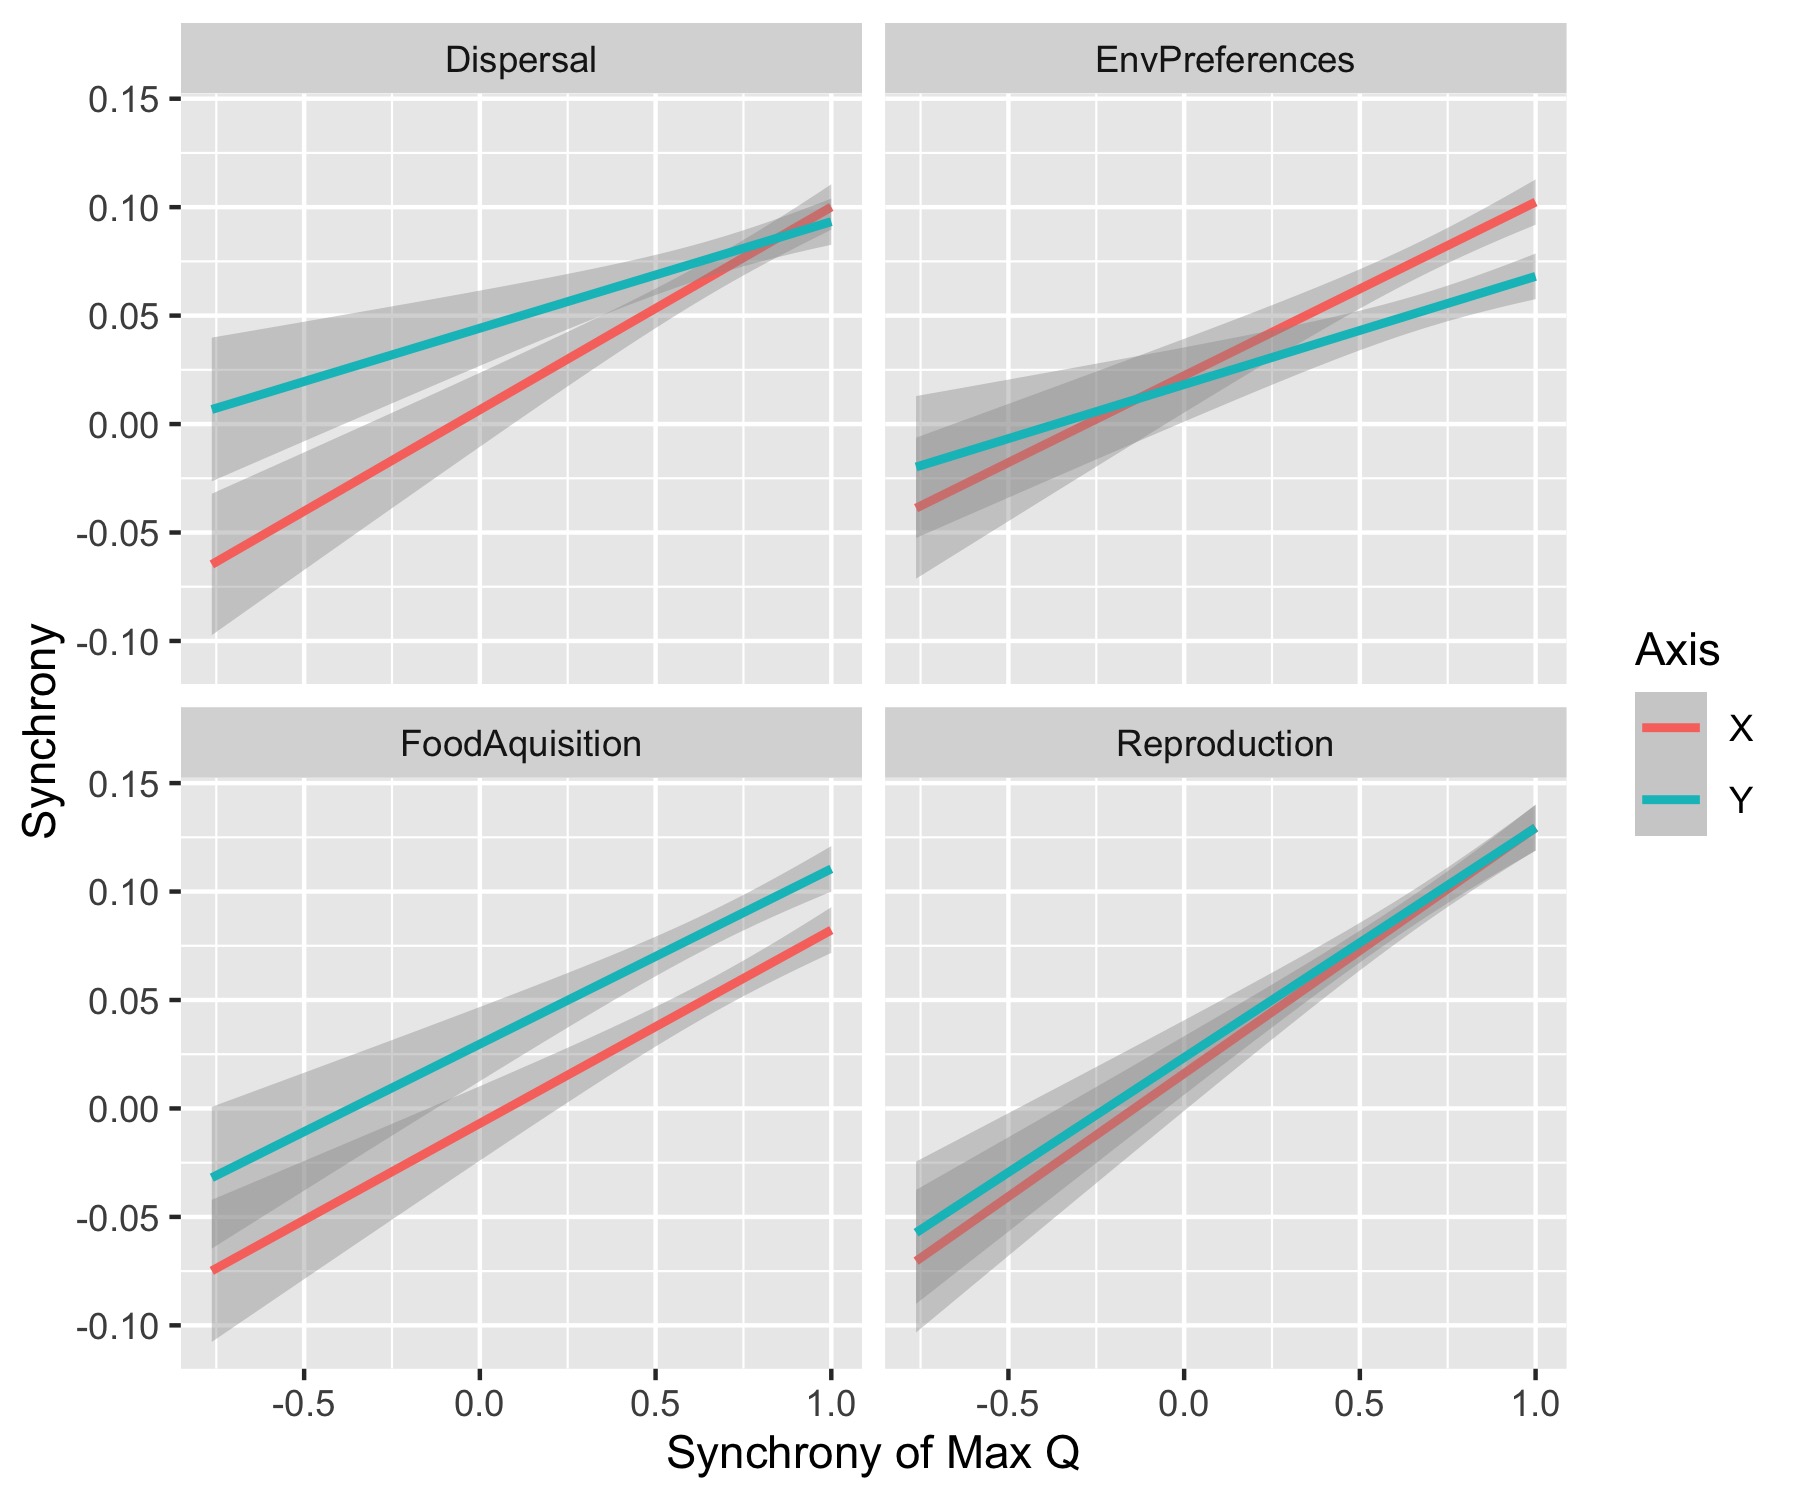 Dispersal
EnvPreferences
0.15
0.10
0.05
0.00
-0.05
-0.10
FoodAquisition
Reproduction
0.15
0.10
0.05
0.00
-0.05
-0.10
-0.5 0.0 0.5 1.0
-0.5 0.0 0.5 1.0
Synchrony of Max Q
Synchrony
Axis
X
Y